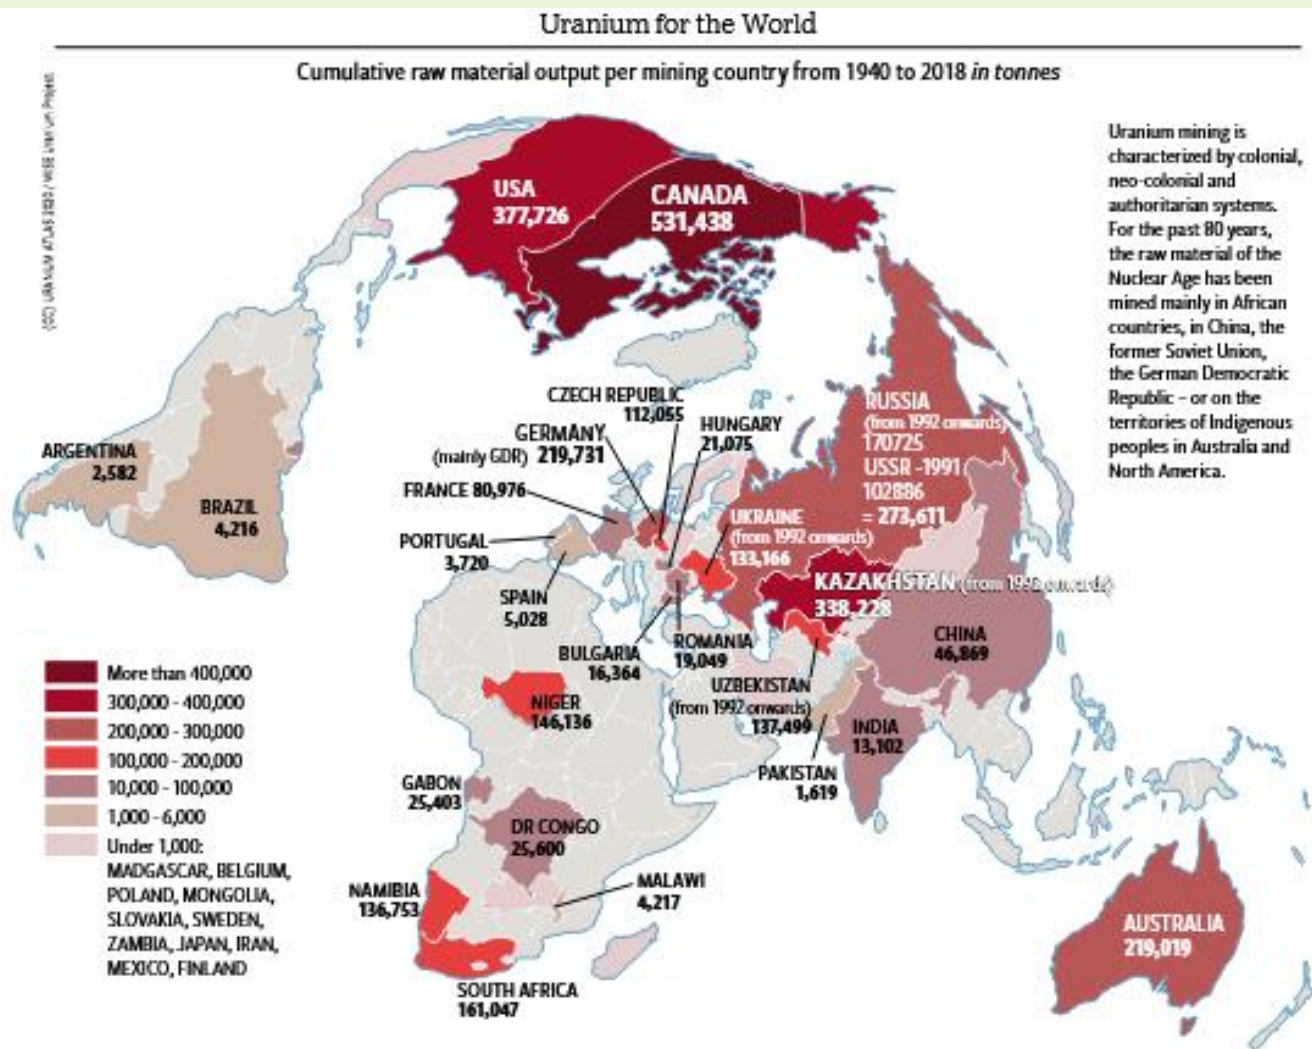 Uranium for the World
Cumulative raw material output per mining country from 1940 to 2018 in tonnes
(CC) URANIUM ATLAS 2020 / WISE Uranium Project
Uranium mining is
characterized by colonial,
neo-colonial and
authoritarian systems.
For the past 80 years,
the raw material of the
Nuclear Age has been
mined mainly in African
countries, in China, the
former Soviet Union,
the German Democratic
Republic – or on the
territories of Indigenous
peoples in Australia and
North America.
USA
377,726
CANADA
531,438
ARGENTINA
2,582
BRAZIL
4,216
CZECH REPUBLIC
112,055
GERMANY
(mainly GDR) 219,731
HUNGARY
21,075
FRANCE 80,976
PORTUGAL
3,720
SPAIN
5,028
BULGARIA
16,364
ROMANIA
19,049
RUSSIA
(from 1992 onwards)
170725
USSR -1991
102886
= 273,611
UKRAINE
(from 1992 onwards)
133,166
KAZAKHSTAN (from 1992 onwards)
338,228
CHINA
46,869
UZBEKISTAN
(from 1992 onwards)
137,499
INDIA
13,102
PAKISTAN
1,619
NIGER
146,136
GABON
25,403
DR CONGO
25,600
NAMIBIA
136,753
MALAWI
4,217
SOUTH AFRICA
161,047
AUSTRALIA
219,019
More than 400,000
300,000 - 400,000
200,000 - 300,000
100,000 - 200,000
10,000 - 100,000
1,000 - 6,000
Under 1,000:
MADGASCAR, BELGIUM,
POLAND, MONGOLIA,
SLOVAKIA, SWEDEN,
ZAMBIA, JAPAN, IRAN,
MEXICO, FINLAND